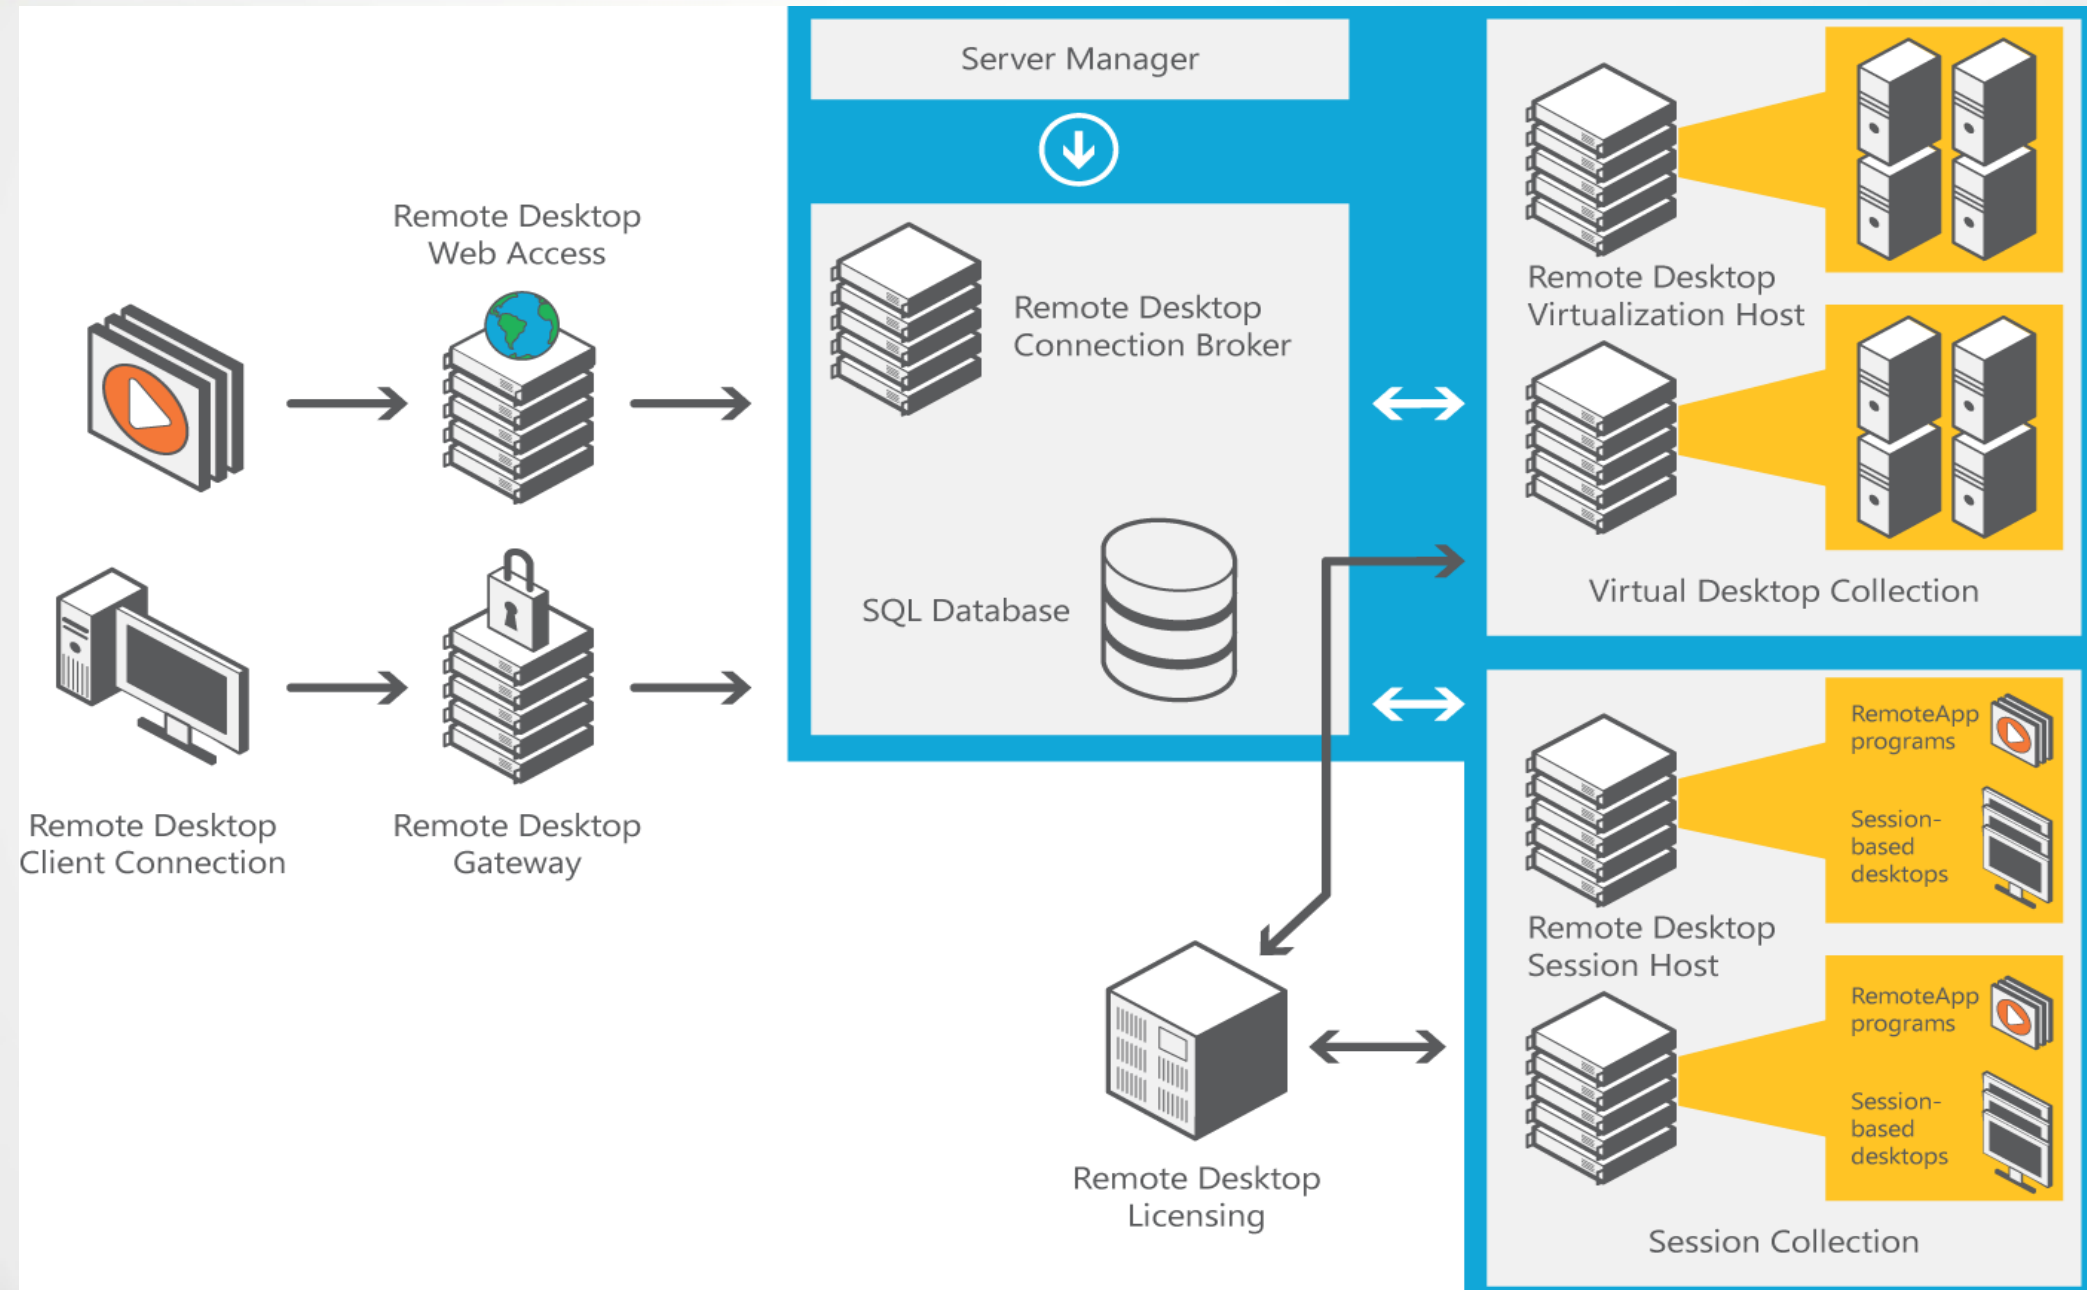 Server Manager
Remote Desktop
Web Access
Remote Desktop
Connection Broker
SQL Database
Remote Desktop
Client Connection
Remote Desktop
Gateway
Remote Desktop
Licensing
Remote Desktop
Virtualization Host
Virtual Desktop Collection
RemoteApp
programs
Session-
based
desktops
Remote Desktop
Session Host
RemoteApp
programs
Session-
based
desktops
Session Collection